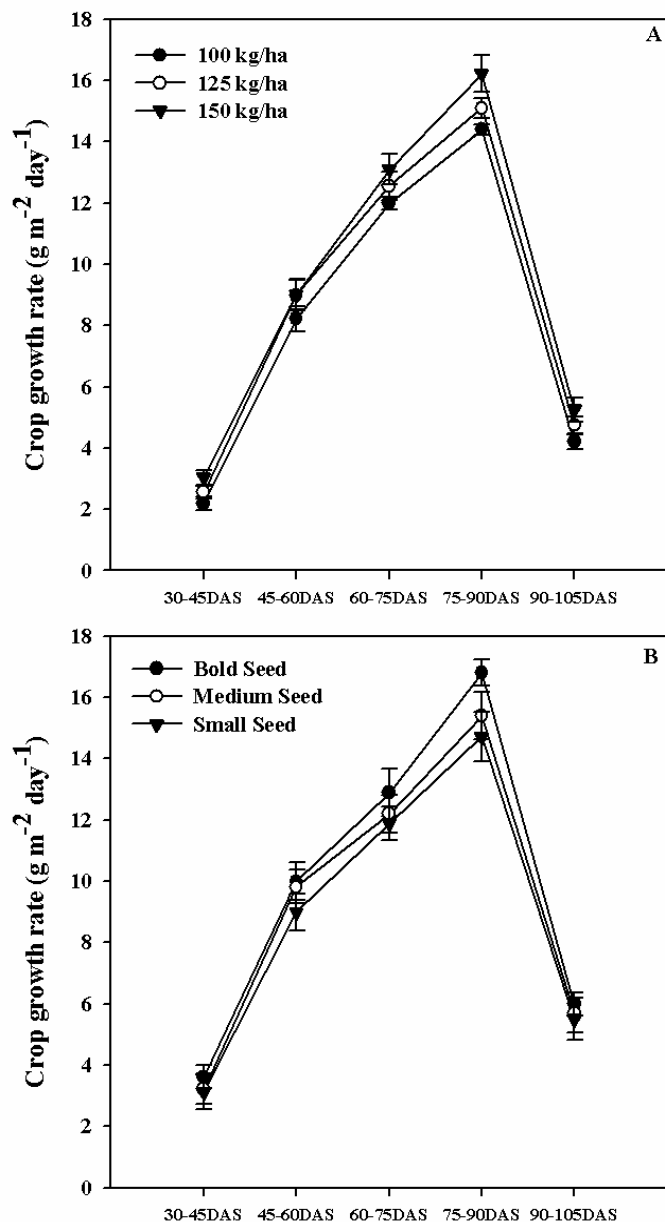 18
A
100 kg/ha
125 kg/ha
150 kg/ha
16
14
12
10
8
6
4
2
0
Crop growth rate (g m⁻² day⁻¹)
30-45DAS 45-60DAS 60-75DAS 75-90DAS 90-105DAS
18
B
Bold Seed
Medium Seed
Small Seed
16
14
12
10
8
6
4
2
0
Crop growth rate (g m⁻² day⁻¹)
30-45DAS 45-60DAS 60-75DAS 75-90DAS 90-105DAS